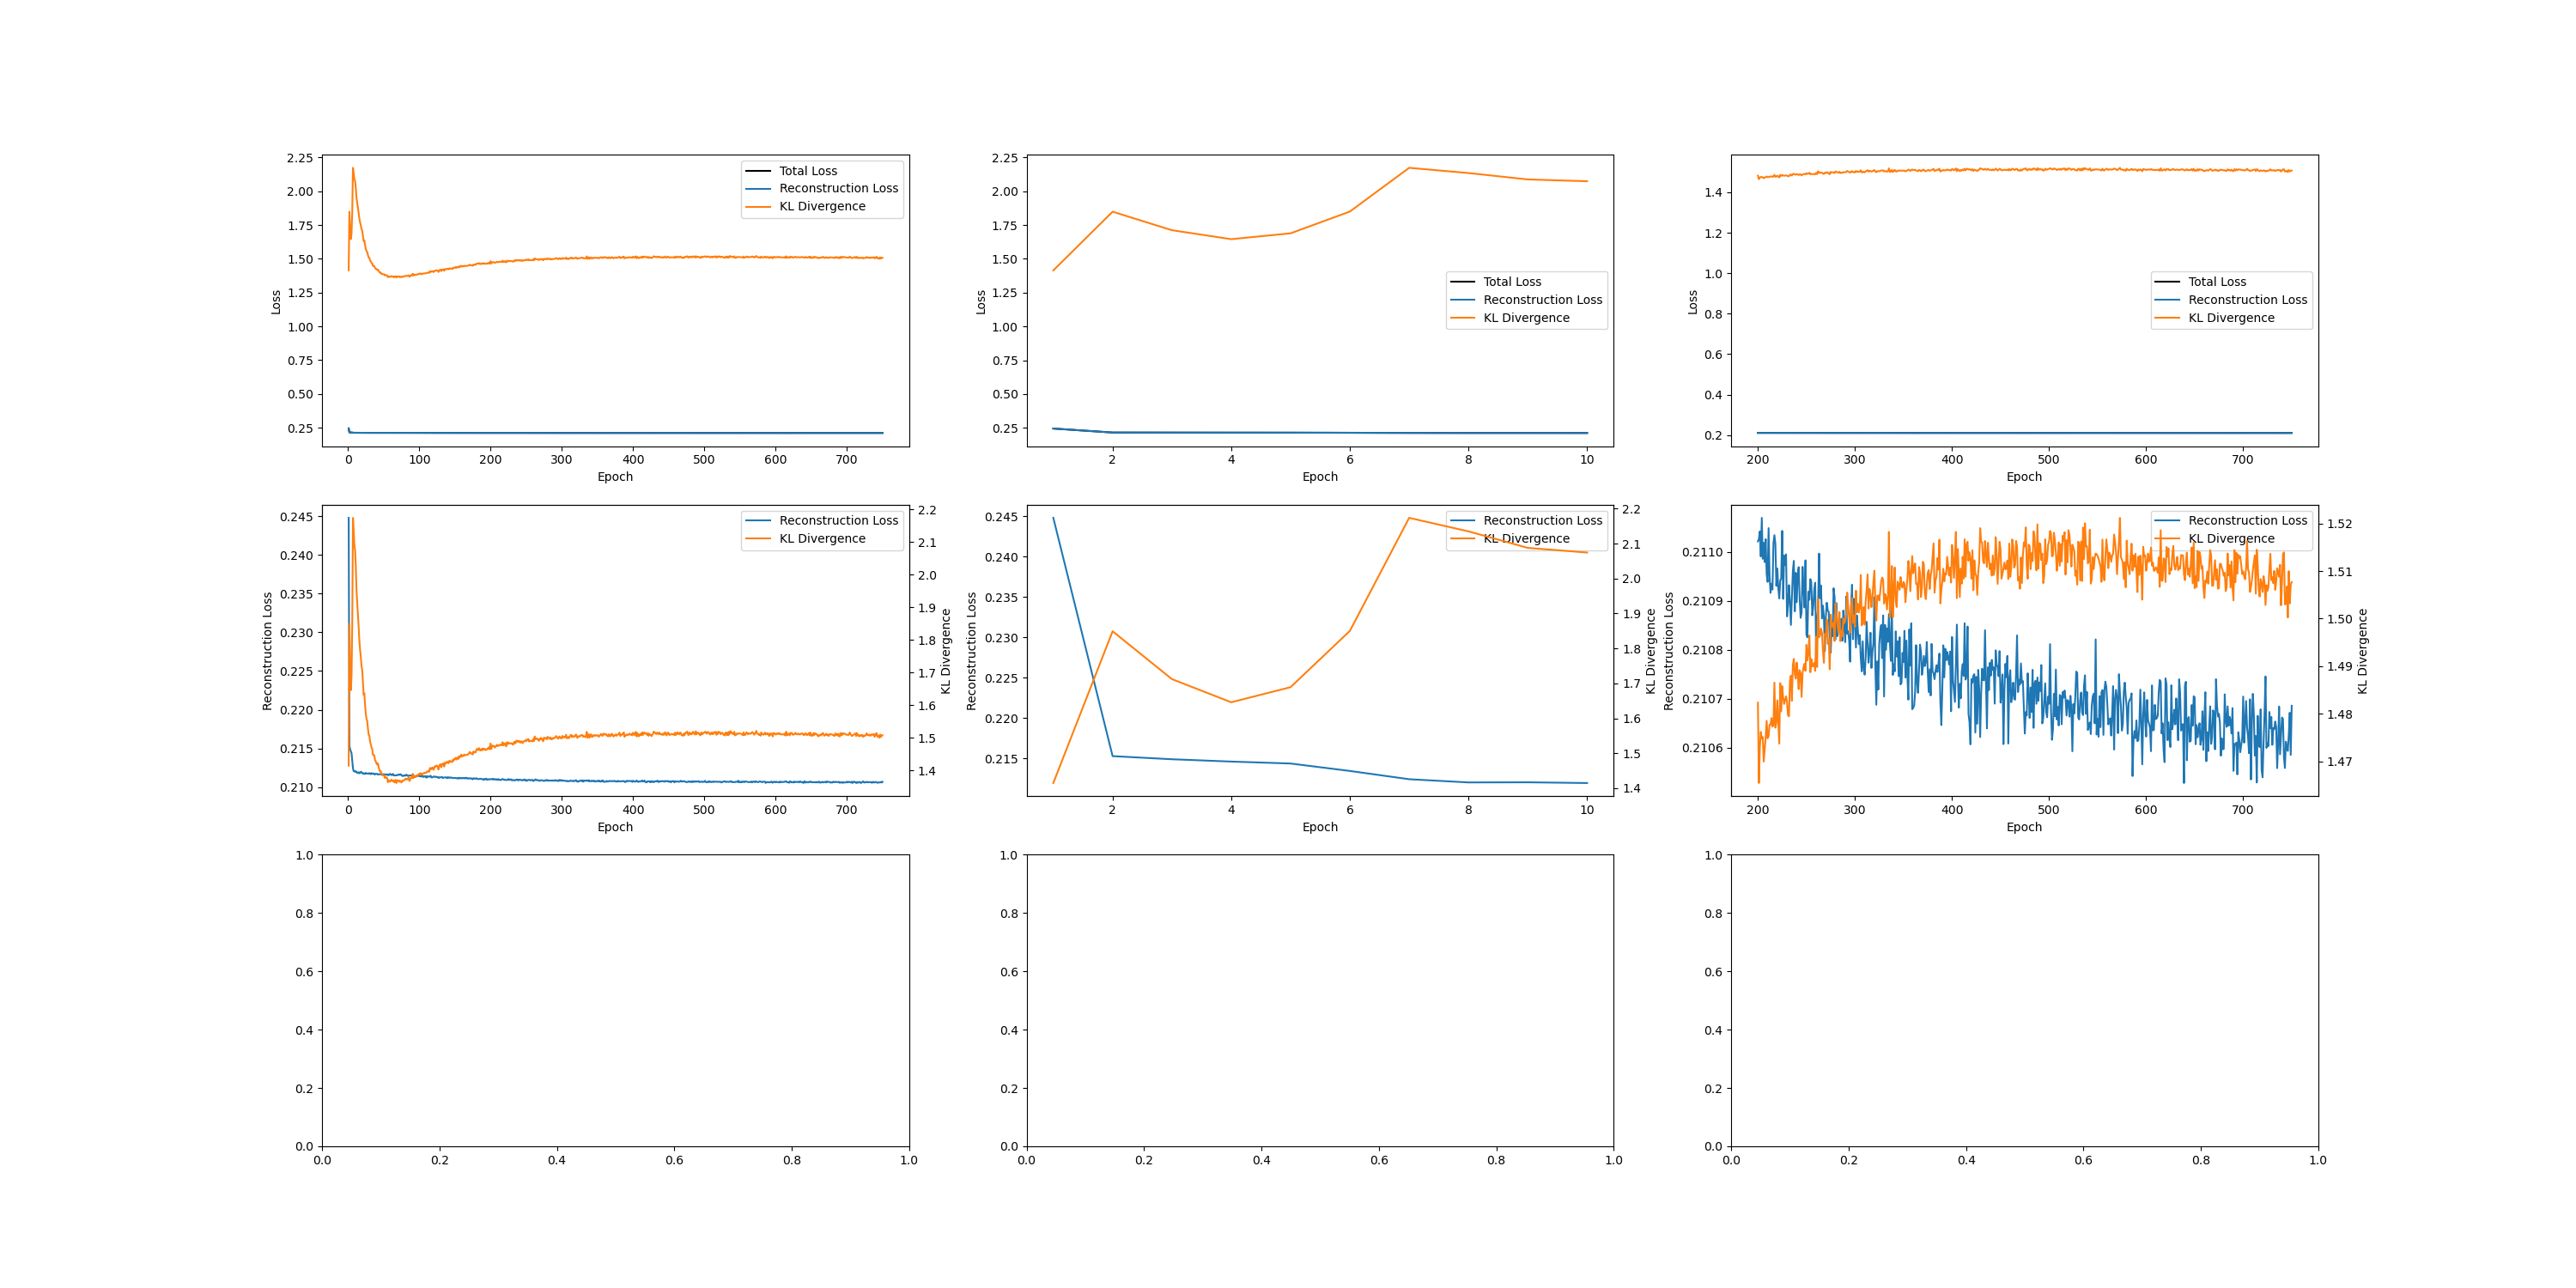 2.25
2.00
1.75
1.50
1.25
1.00
0.75
0.50
0.25
Loss
0 100 200 300 400 500 600 700
Epoch
Total Loss
Reconstruction Loss
KL Divergence
2.25
2.00
1.75
1.50
1.25
1.00
0.75
0.50
0.25
Loss
2 4 6 8 10
Epoch
Total Loss
Reconstruction Loss
KL Divergence
1.4
1.2
1.0
0.8
0.6
0.4
0.2
Loss
200 300 400 500 600 700
Epoch
Total Loss
Reconstruction Loss
KL Divergence
0.245
0.240
0.235
0.230
0.225
0.220
0.215
0.210
Reconstruction Loss
0 100 200 300 400 500 600 700
Epoch
Reconstruction Loss
KL Divergence
2.2
2.1
2.0
1.9
1.8
1.7
1.6
1.5
1.4
KL Divergence
0.245
0.240
0.235
0.230
0.225
0.220
0.215
Reconstruction Loss
2 4 6 8 10
Epoch
Reconstruction Loss
KL Divergence
2.2
2.1
2.0
1.9
1.8
1.7
1.6
1.5
1.4
KL Divergence
0.2110
0.2109
0.2108
0.2107
0.2106
Reconstruction Loss
200 300 400 500 600 700
Epoch
Reconstruction Loss
KL Divergence
1.52
1.51
1.50
1.49
1.48
1.47
KL Divergence
1.0
0.8
0.6
0.4
0.2
0.0
0.0 0.2 0.4 0.6 0.8 1.0
1.0
0.8
0.6
0.4
0.2
0.0
0.0 0.2 0.4 0.6 0.8 1.0
1.0
0.8
0.6
0.4
0.2
0.0
0.0 0.2 0.4 0.6 0.8 1.0